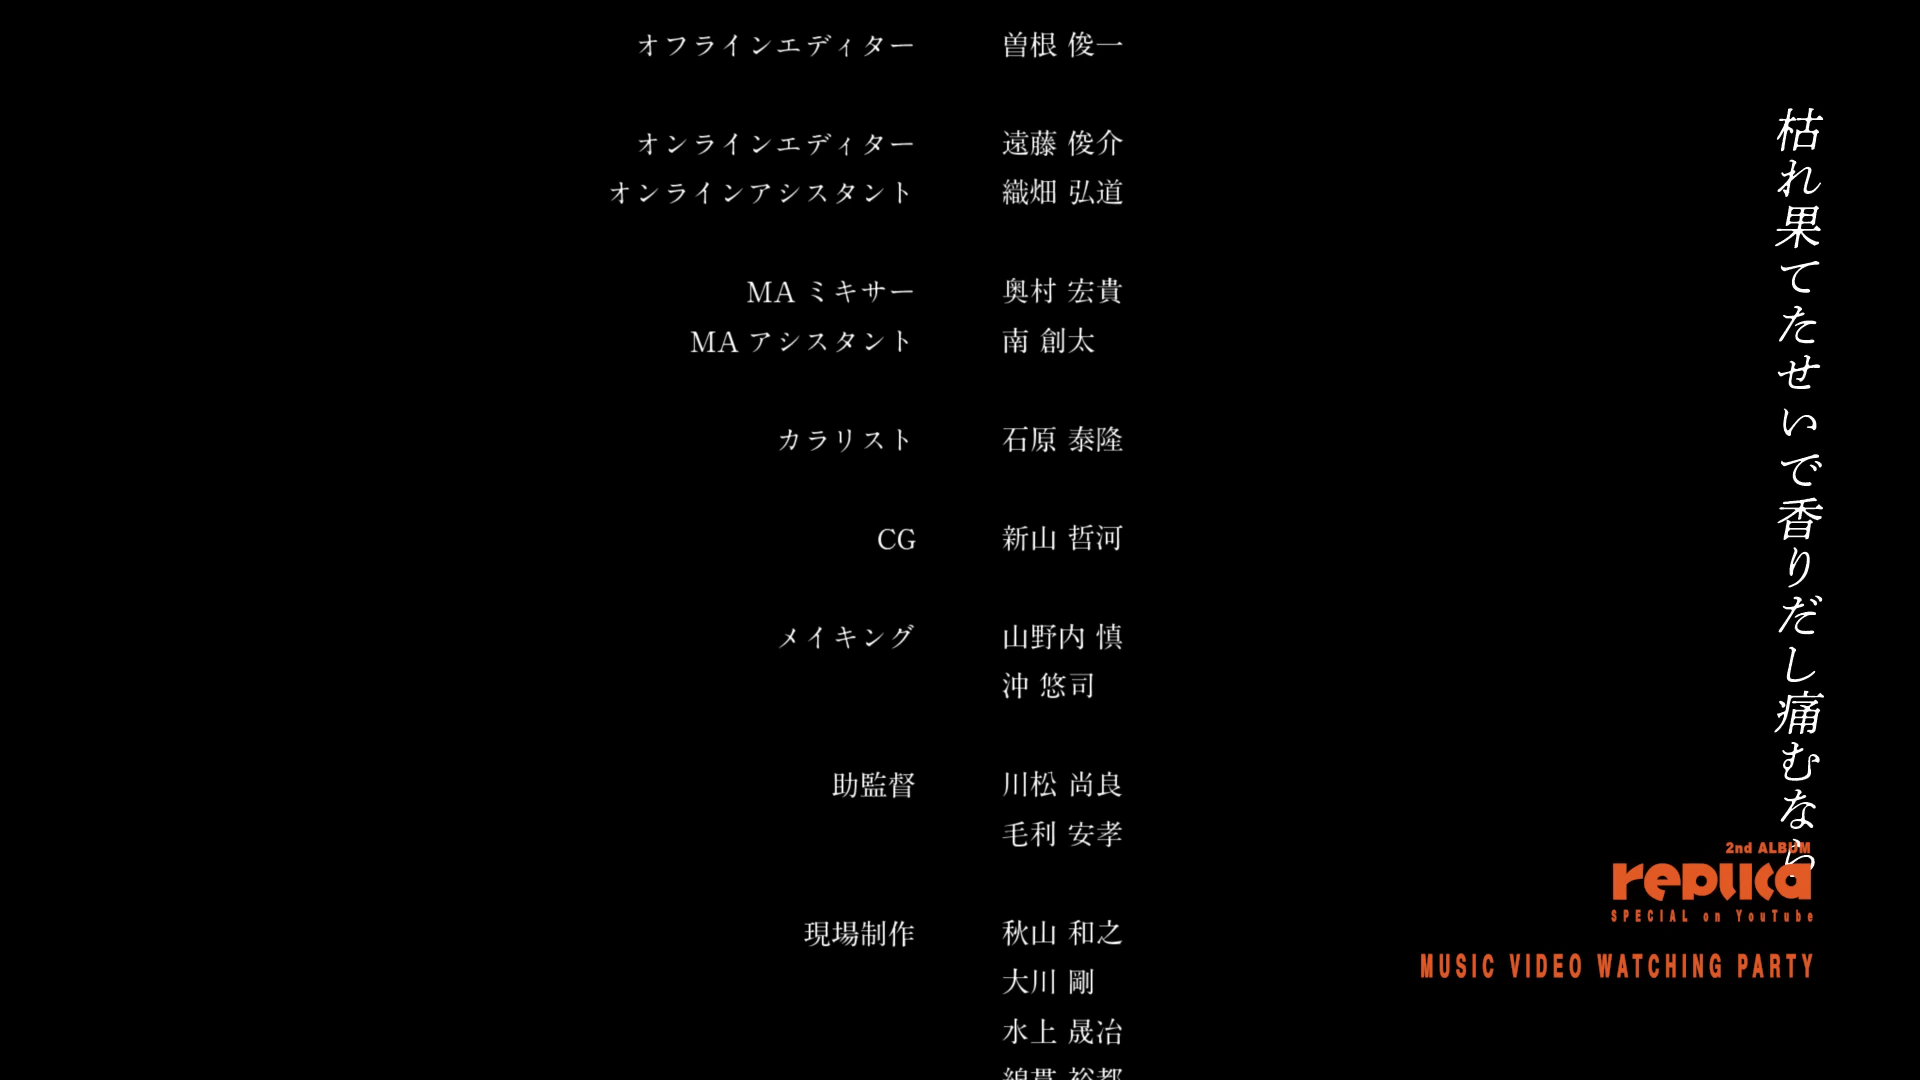 オフラインエディター 曽根 俊一
オンラインエディター 遠藤 俊介
オンラインアシスタント 織畑 弘道
MA ミキサー 奥村 宏貴
MA アシスタント 南 創太
カラリスト 石原 泰隆
CG 新山 哲河
メイキング 山野内 慎
沖 悠司
助監督 川松 尚良
毛利 安孝
現場制作 秋山 和之
大川 剛
水上 晟冶
枯れ果てたせいで香りだし痛むなら
2nd ALBUM
replica
SPECIAL on YouTube
MUSIC VIDEO WATCHING PARTY